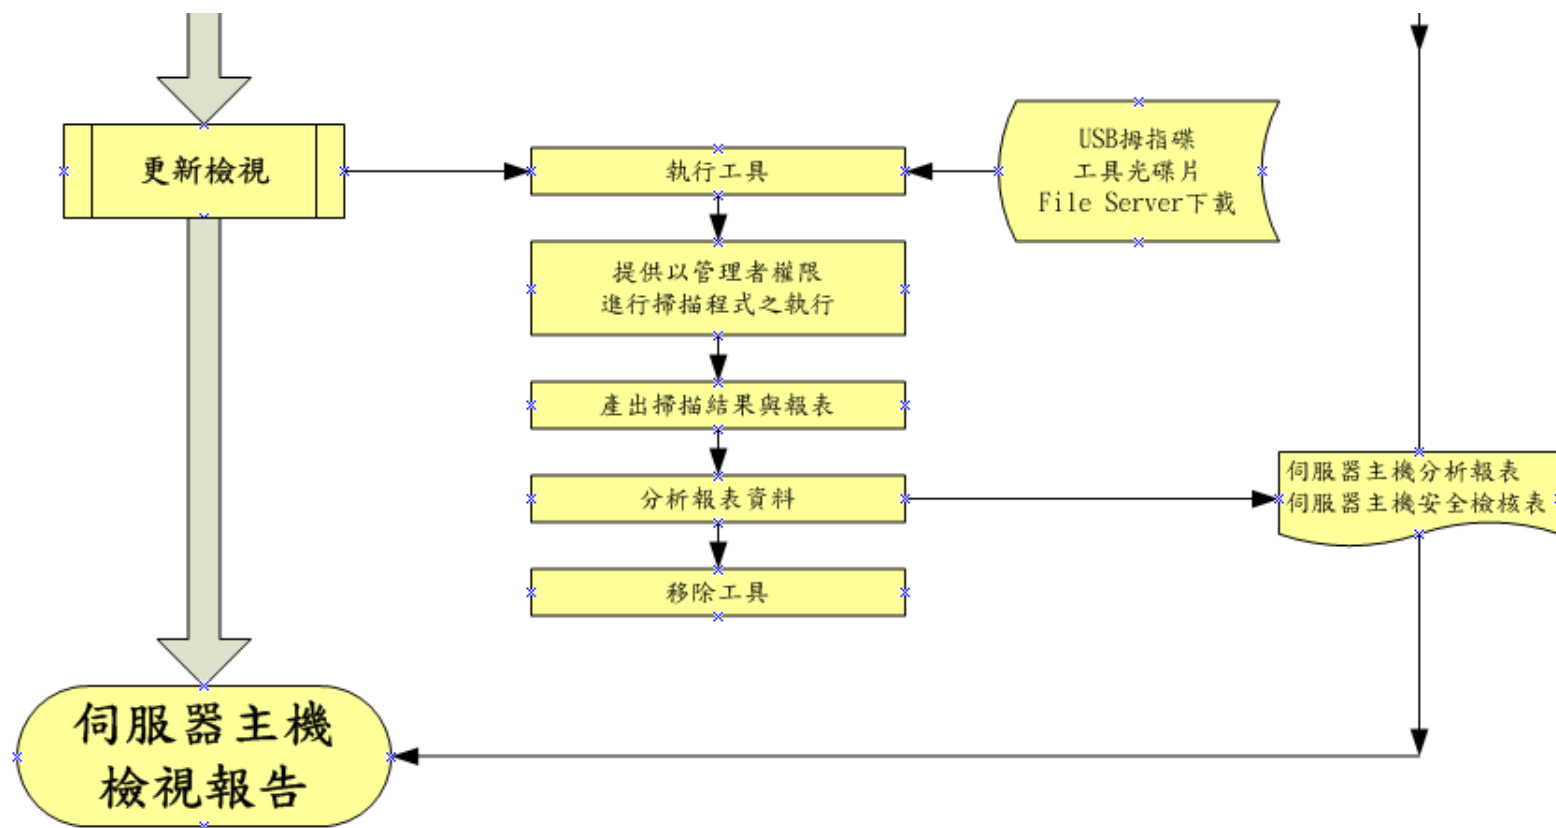 更新檢視
執行工具
USB拇指碟
工具光碟片
File Server下載
提供以管理者權限
進行掃描程式之執行
產出掃描結果與報表
分析報表資料
伺服器主機分析報表
伺服器主機安全檢核表
移除工具
伺服器主機
檢視報告